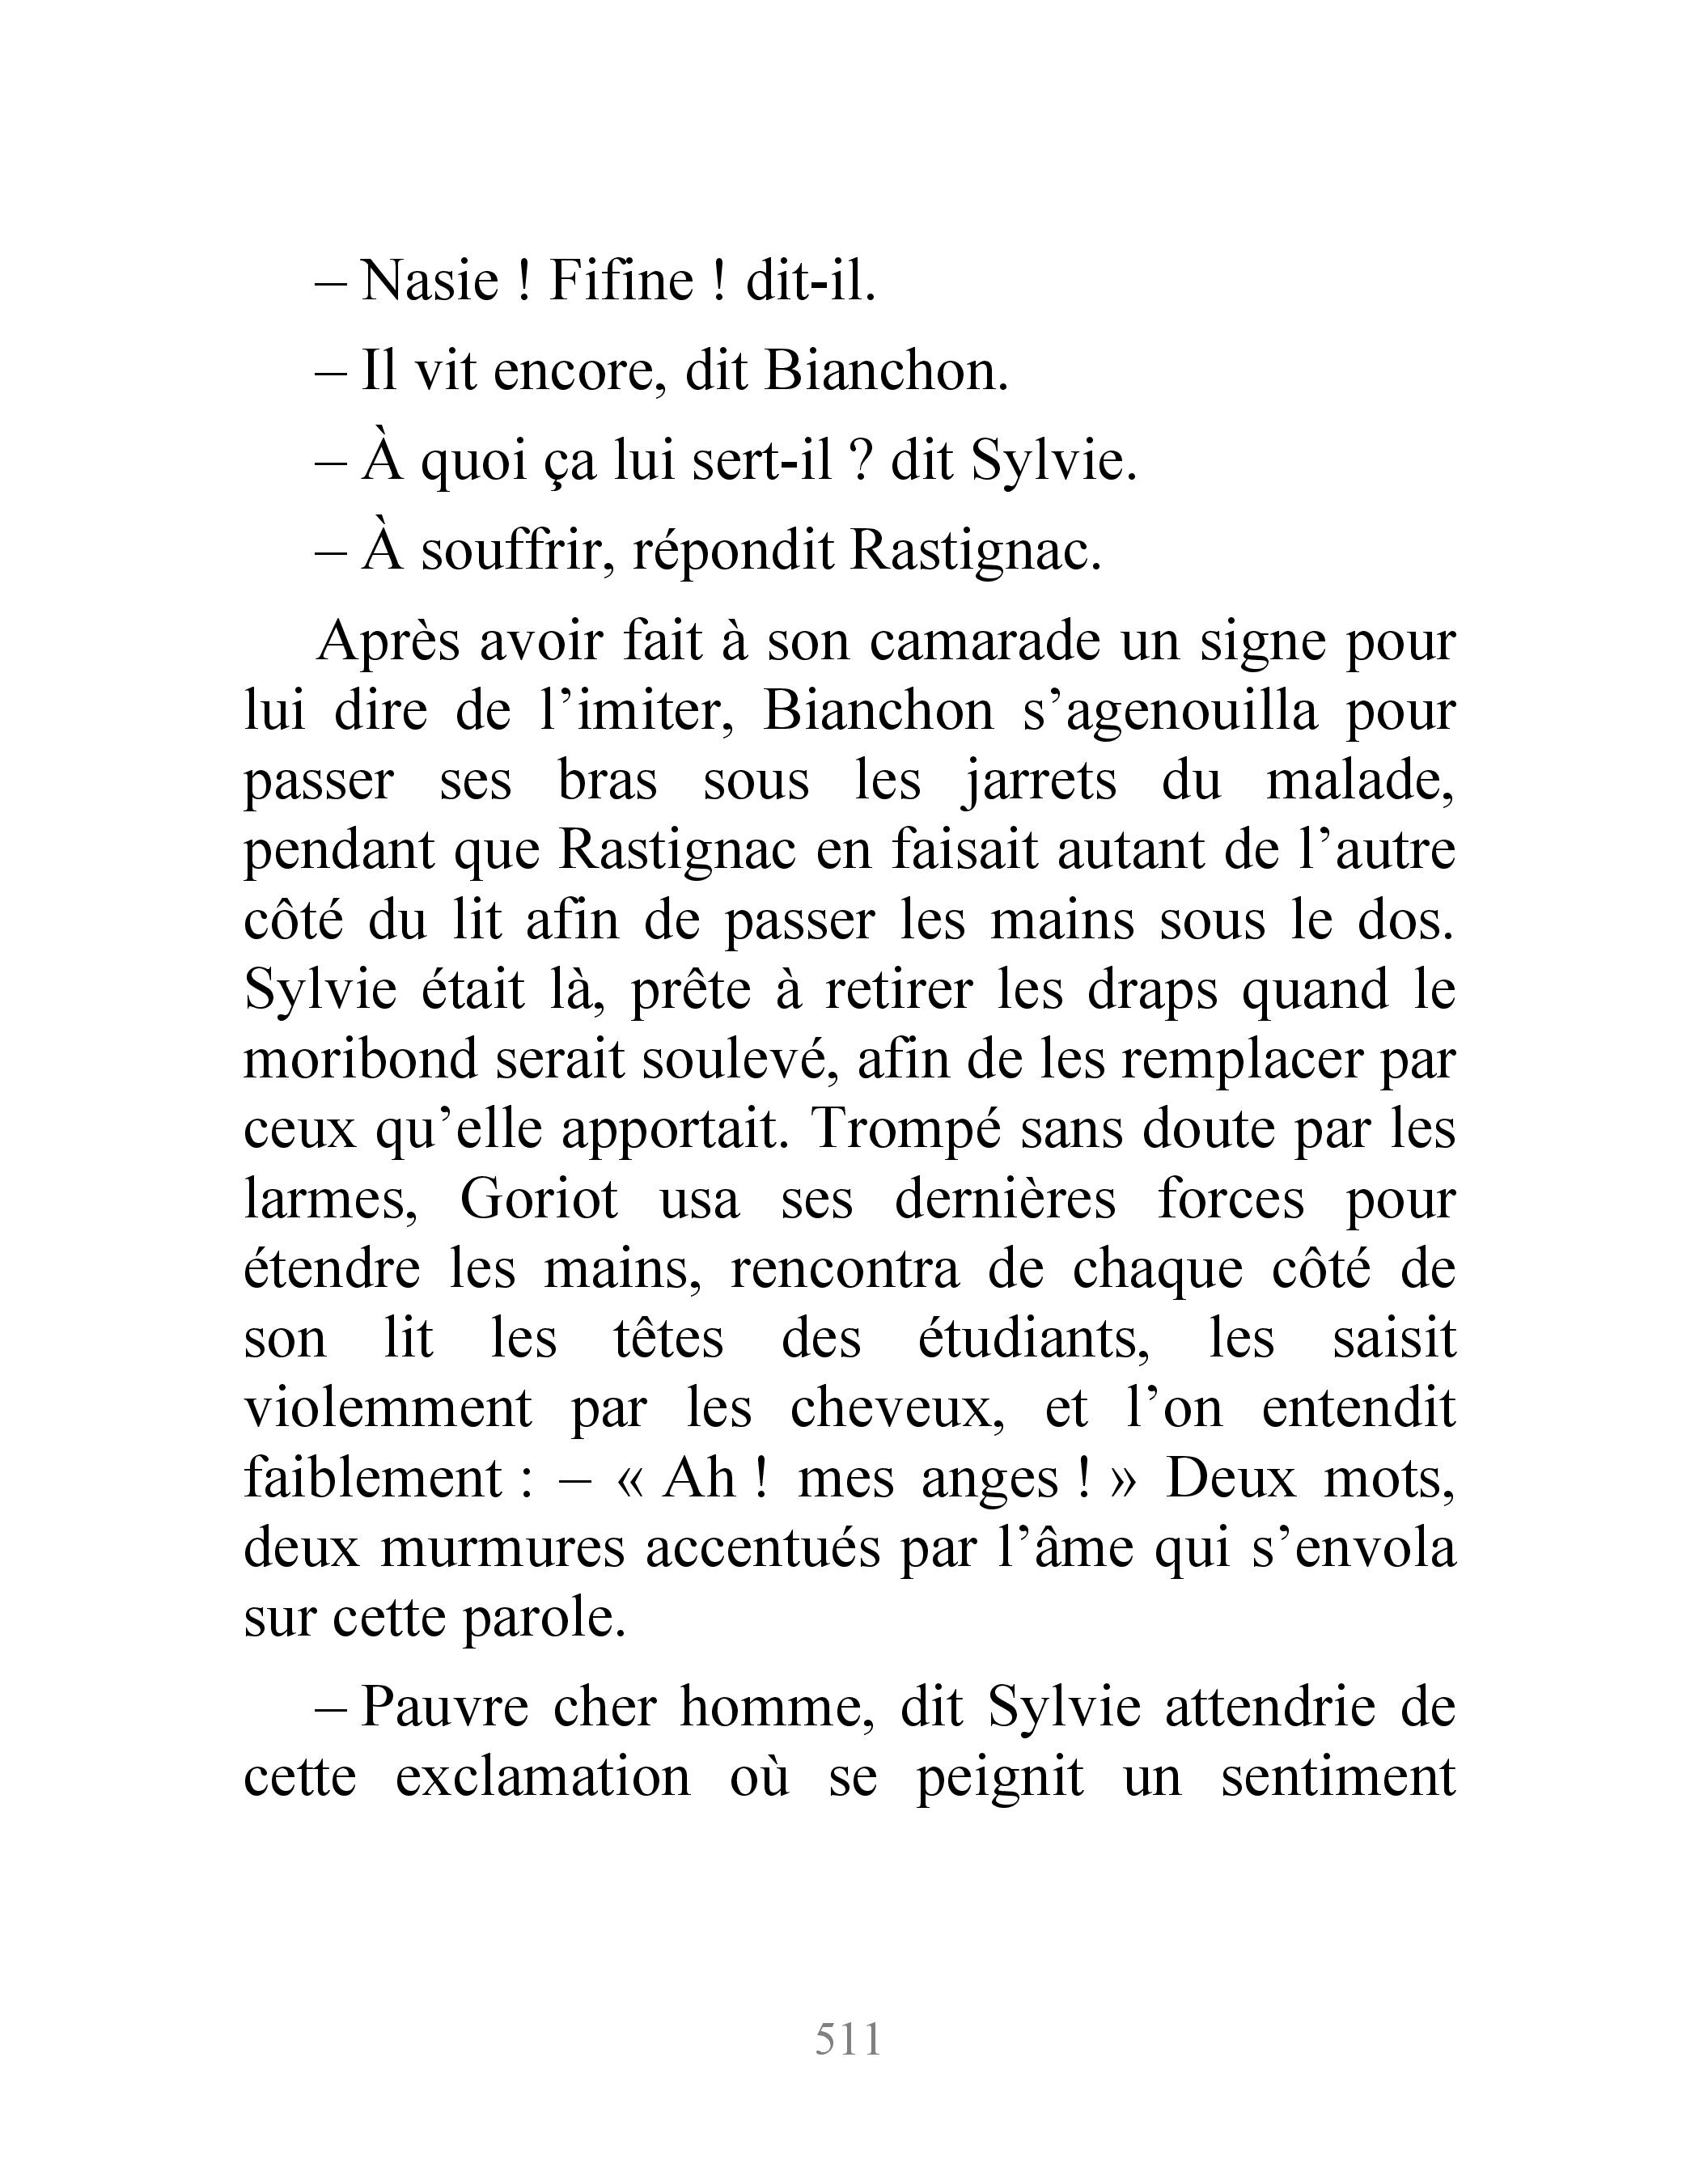 – Nasie ! Fifine ! dit-il.
– Il vit encore, dit Bianchon.
– À quoi ça lui sert-il ? dit Sylvie.
– À souffrir, répondit Rastignac.
Après avoir fait à son camarade un signe pour
lui dire de l’imiter, Bianchon s’agenouilla pour
passer ses bras sous les jarrets du malade,
pendant que Rastignac en faisait autant de l’autre
côté du lit afin de passer les mains sous le dos.
Sylvie était là, prête à retirer les draps quand le
moribond serait soulevé, afin de les remplacer par
ceux qu’elle apportait. Trompé sans doute par les
larmes, Goriot usa ses dernières forces pour
étendre les mains, rencontra de chaque côté de
son lit les têtes des étudiants, les saisit
violemment par les cheveux, et l’on entendit
faiblement : – « Ah ! mes anges ! » Deux mots,
deux murmures accentués par l’âme qui s’envola
sur cette parole.
– Pauvre cher homme, dit Sylvie attendrie de
cette exclamation où se peignit un sentiment
511